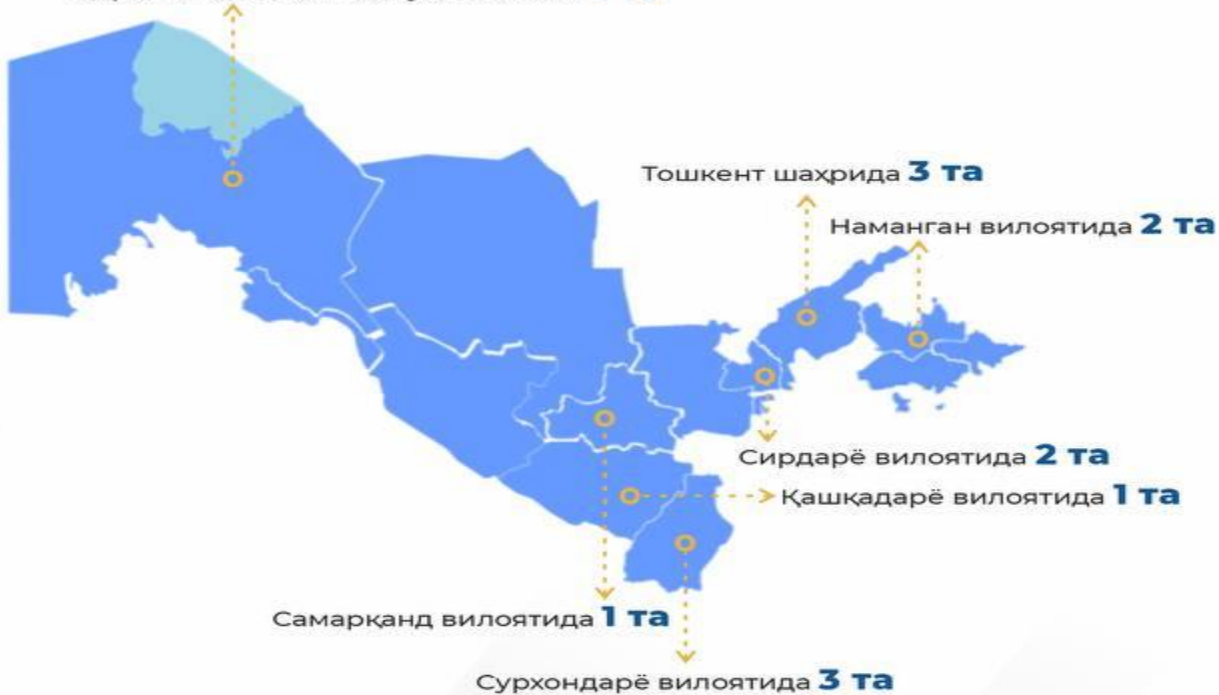 Тошкент шаҳрида 3 та
Наманган вилоятида 2 та
Сирдарё вилоятида 2 та
Қашқадарё вилоятида 1 та
Самарқанд вилоятида 1 та
Сурхондарё вилоятида 3 та